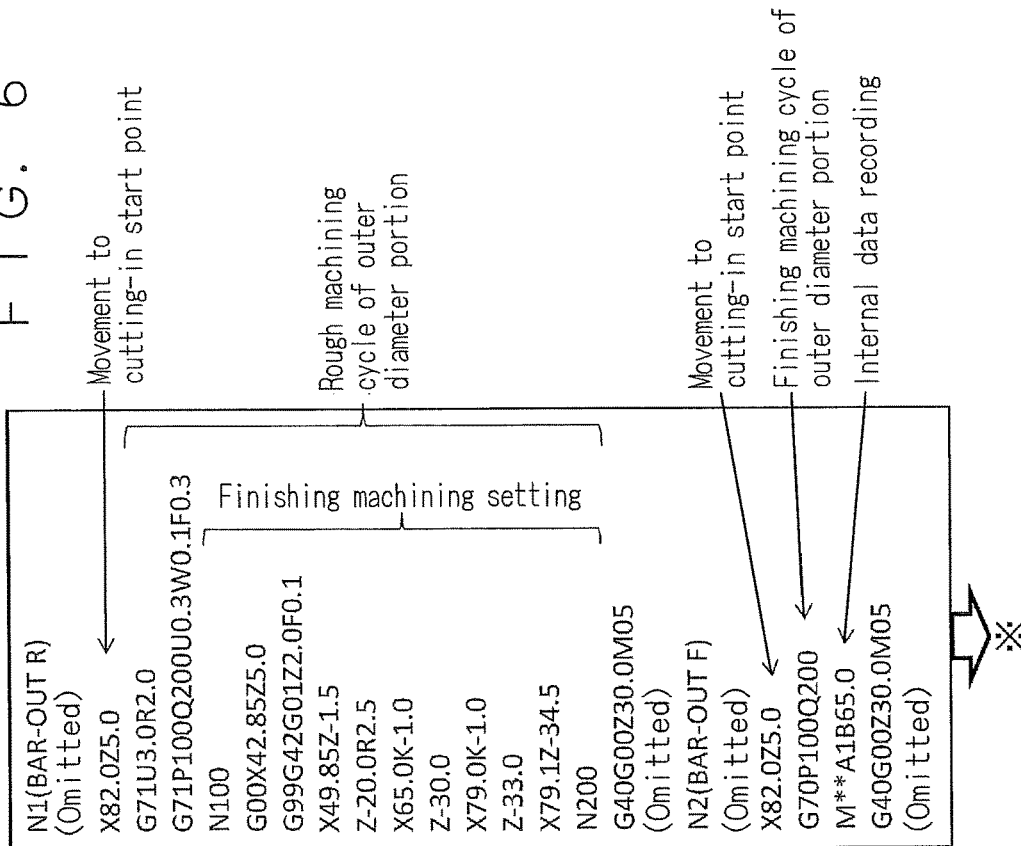 FIG. 6
N1(BAR-OUT R)
(Omitted)
X82.0Z5.0
Movement to
cutting-in start point
G71U3.0R2.0
G71P100Q200U0.3W0.1F0.3
N100
G00X42.85Z5.0
G99G42G01Z2.0F0.1
X49.85Z-1.5
Z-20.0R2.5
X65.0K-1.0
Z-30.0
X79.0K-1.0
Z-33.0
X79.1Z-34.5
N200
Finishing machining setting
Rough machining
cycle of outer
diameter portion
G40G00Z30.0M05
(Omitted)
N2(BAR-OUT F)
(Omitted)
X82.0Z5.0
Movement to
cutting-in start point
G70P100Q200
Finishing machining cycle of
outer diameter portion
M**A1B65.0
Internal data recording
G40G00Z30.0M05
(Omitted)
※